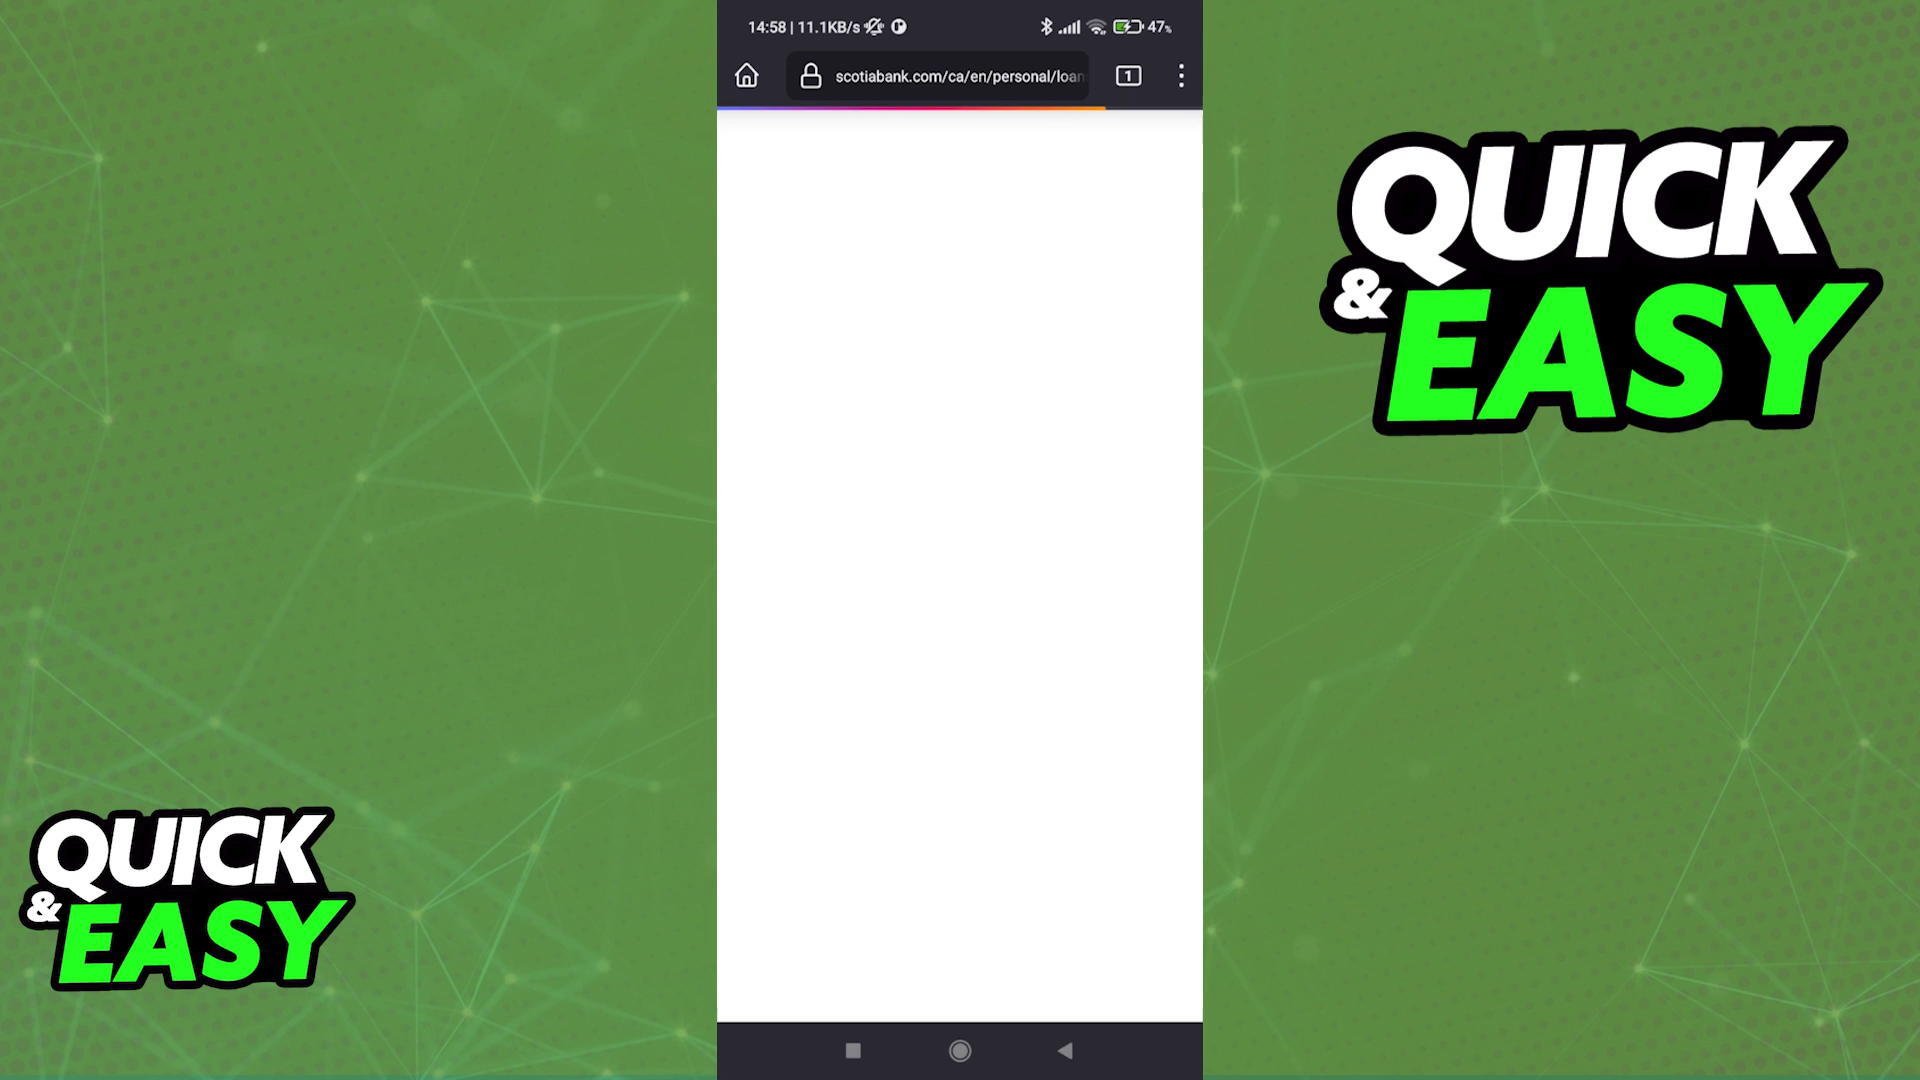 14:58 | 11.1KB/s
47%
scotiabank.com/ca/en/personal/loan
1
QUICK
& EASY
QUICK
& EASY